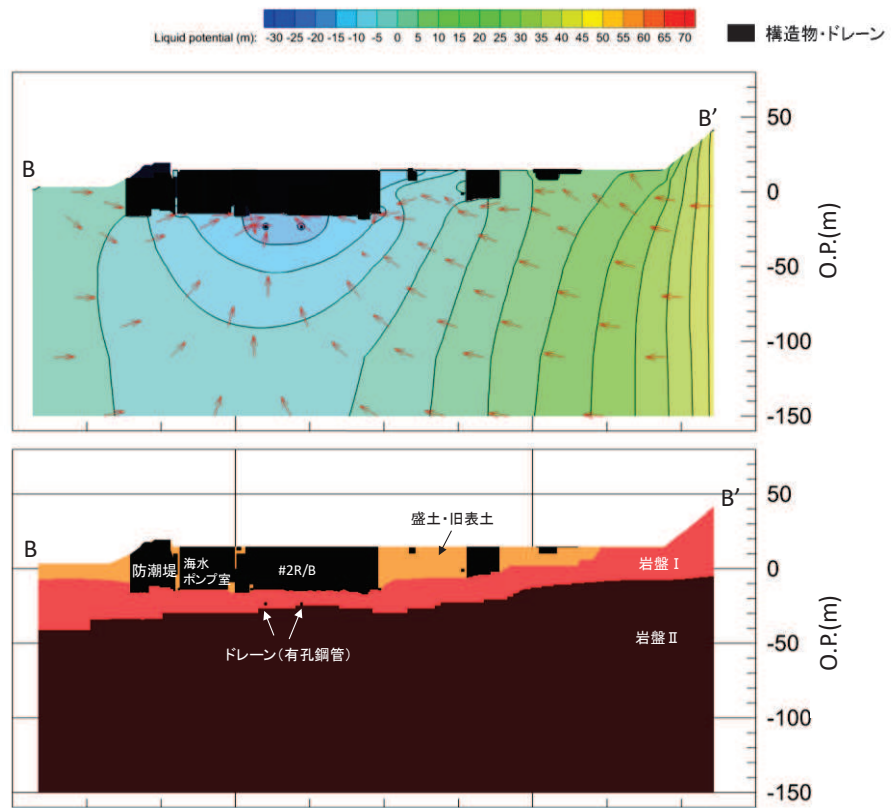 Liquid potential (m): -30 -25 -20 -15 -10 -5 0 5 10 15 20 25 30 35 40 45 50 55 60 65 70
構造物・ドレーン
B
B’
50
0
-50
-100
-150
O.P.(m)
B
B’
盛土・旧表土
防潮堤
海水
ポンプ室
#2R/B
岩盤Ⅰ
岩盤Ⅱ
ドレーン(有孔鋼管)
50
0
-50
-100
-150
O.P.(m)